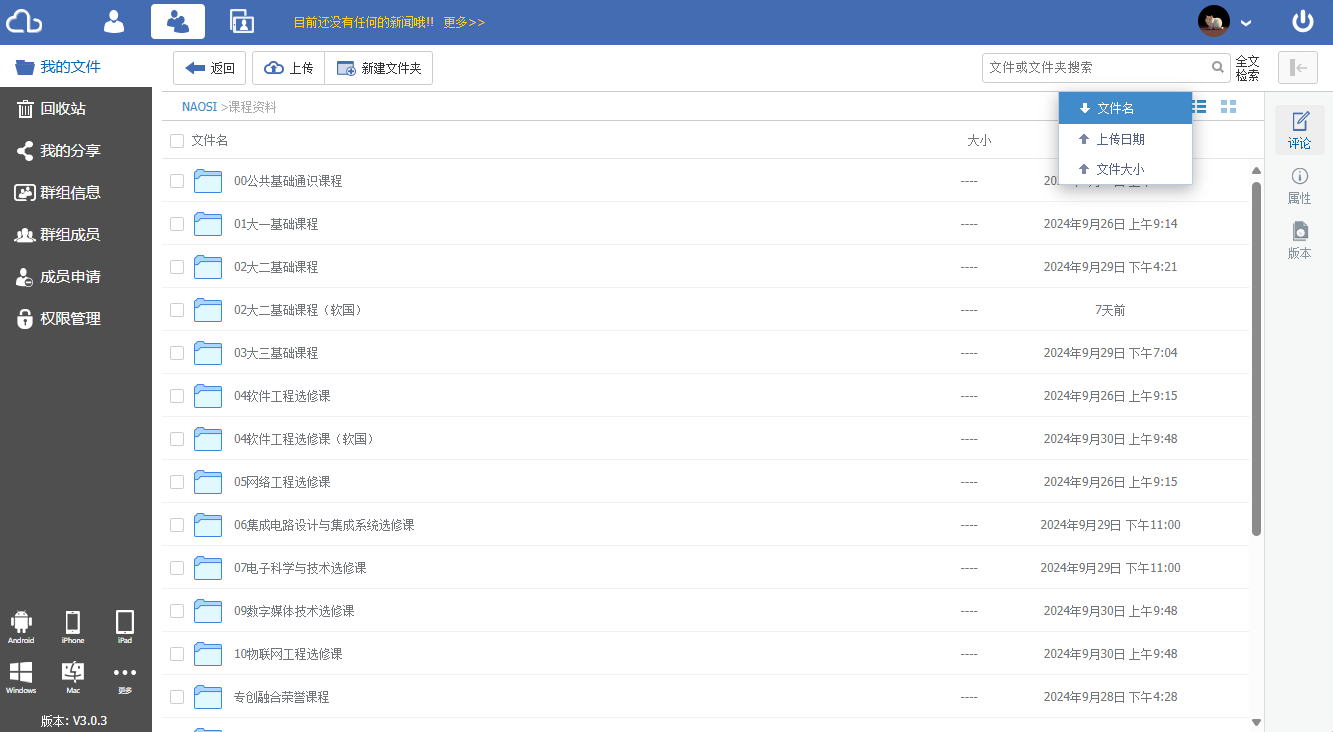 目前还没有任何的新闻哦!! 更多>>
我的文件
返回
上传
新建文件夹
文件或文件夹搜索
全文
检索
回收站
我的分享
群组信息
群组成员
成员申请
权限管理
NAOSI >课程资料
文件名
上传日期
文件大小
文件名 大小
00公共基础通识课程 ----
01大一基础课程 ---- 2024年9月26日 上午9:14
02大二基础课程 ---- 2024年9月29日 下午4:21
02大二基础课程（软国） ---- 7天前
03大三基础课程 ---- 2024年9月29日 下午7:04
04软件工程选修课 ---- 2024年9月26日 上午9:15
04软件工程选修课（软国） ---- 2024年9月30日 上午9:48
05网络工程选修课 ---- 2024年9月26日 上午9:15
06集成电路设计与集成系统选修课 ---- 2024年9月29日 下午11:00
07电子科学与技术选修课 ---- 2024年9月29日 下午11:00
09数字媒体技术选修课 ---- 2024年9月30日 上午9:48
10物联网工程选修课 ---- 2024年9月30日 上午9:48
专创融合荣誉课程 ---- 2024年9月28日 下午4:28
评论
属性
版本
Android iPhone iPad
Windows Mac 更多
版本: V3.0.3